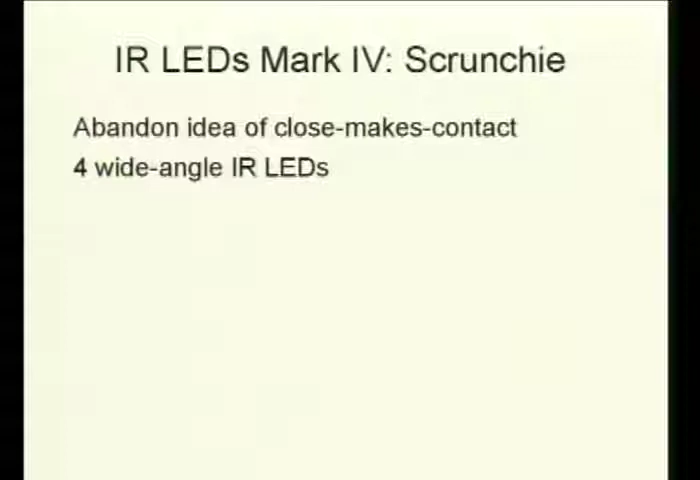 IR LEDs Mark IV: Scrunchie
Abandon idea of close-makes-contact
4 wide-angle IR LEDs